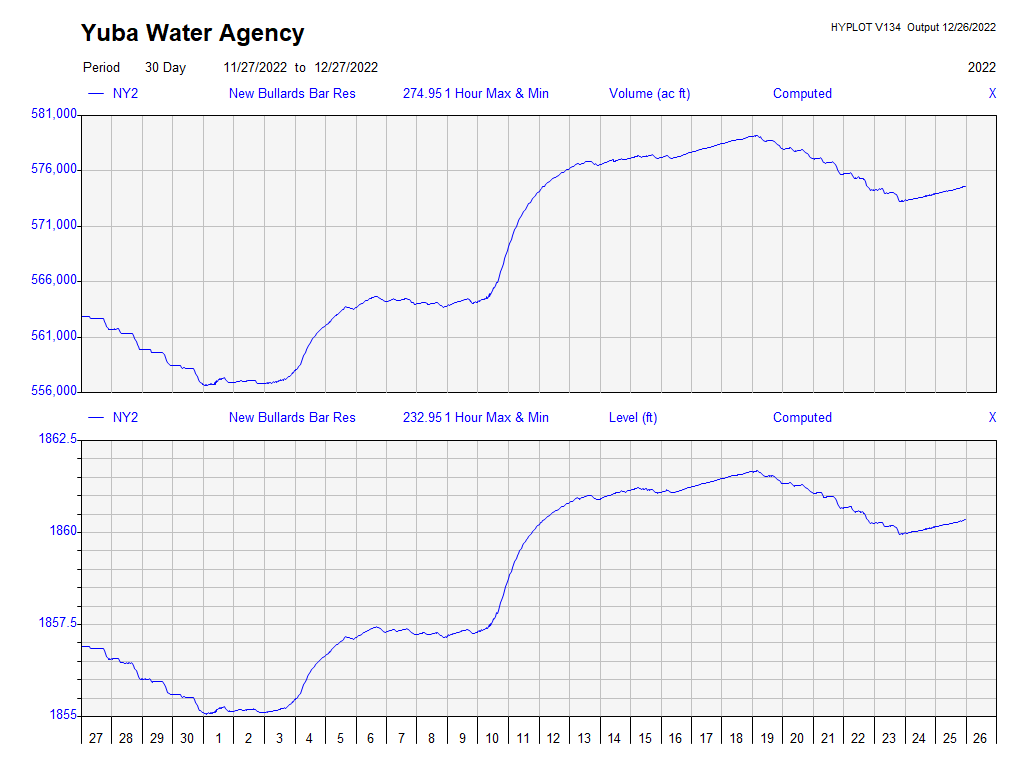 Yuba Water Agency
HYPLOT V134 Output 12/26/2022
Period 30 Day 11/27/2022 to 12/27/2022 2022
NY2 New Bullards Bar Res 274.95 1 Hour Max & Min Volume (ac ft) Computed X
581,000
576,000
571,000
566,000
561,000
556,000
NY2 New Bullards Bar Res 232.95 1 Hour Max & Min Level (ft) Computed X
1862.5
1860
1857.5
1855
27 28 29 30 1 2 3 4 5 6 7 8 9 10 11 12 13 14 15 16 17 18 19 20 21 22 23 24 25 26